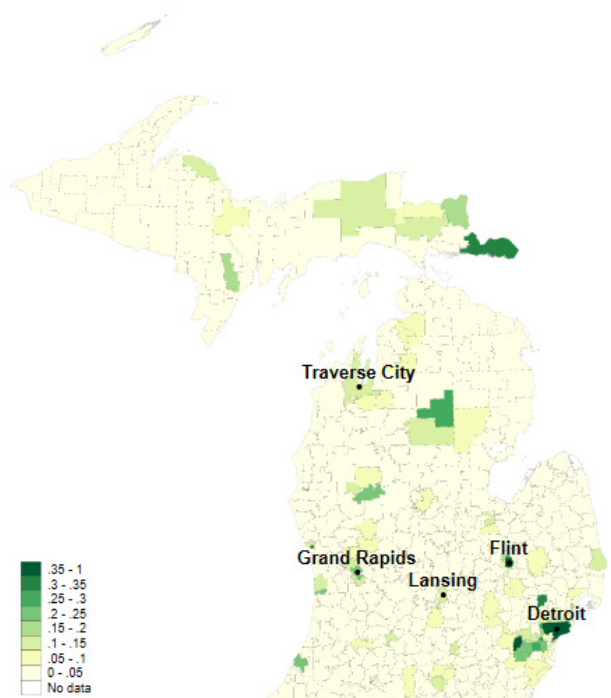 Traverse City
Grand Rapids
Flint
Lansing
Detroit
.35 - 1
.3 - .35
.25 - .3
.2 - .25
.15 - .2
.1 - .15
.05 - .1
0 - .05
No data